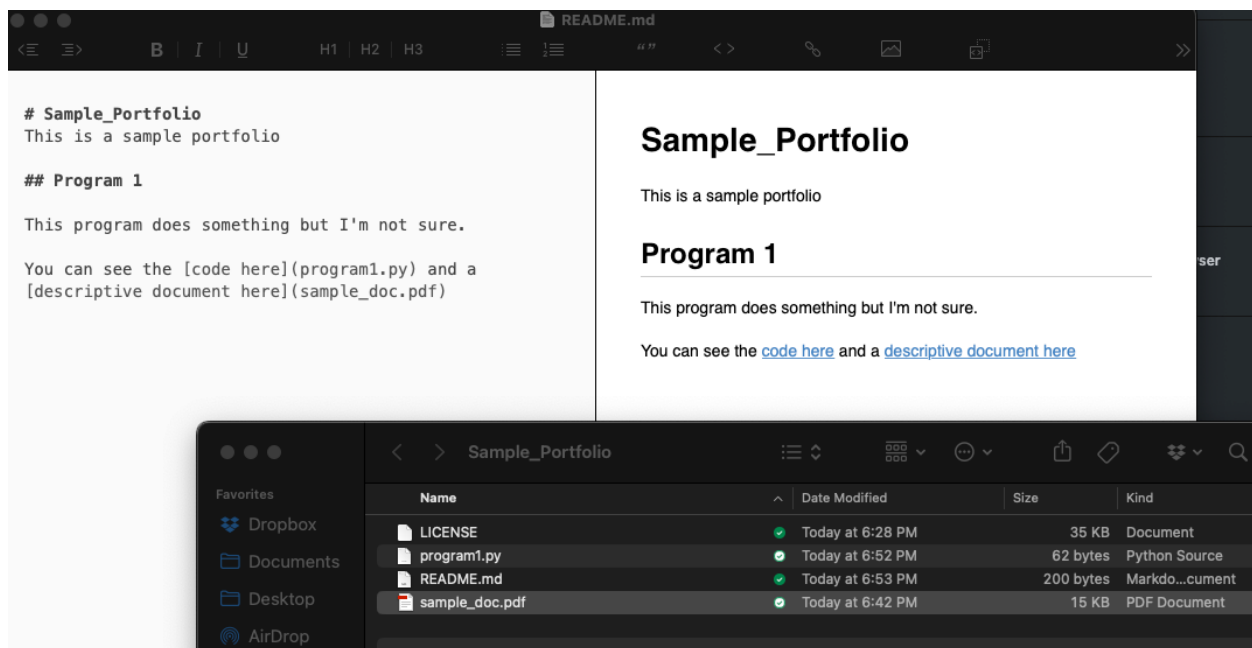 README.md
B I U H1 H2 H3 “ ” < >
# Sample_Portfolio
This is a sample portfolio
## Program 1
This program does something but I'm not sure.
You can see the [code here](program1.py) and a
[descriptive document here](sample_doc.pdf)
Sample_Portfolio
This is a sample portfolio
Program 1
This program does something but I'm not sure.
You can see the code here and a descriptive document here
Sample_Portfolio
Favorites
Dropbox
Documents
Desktop
AirDrop
Name Date Modified Size Kind
LICENSE Today at 6:28 PM 35 KB Document
program1.py Today at 6:52 PM 62 bytes Python Source
README.md Today at 6:53 PM 200 bytes Markdo...cument
sample_doc.pdf Today at 6:42 PM 15 KB PDF Document